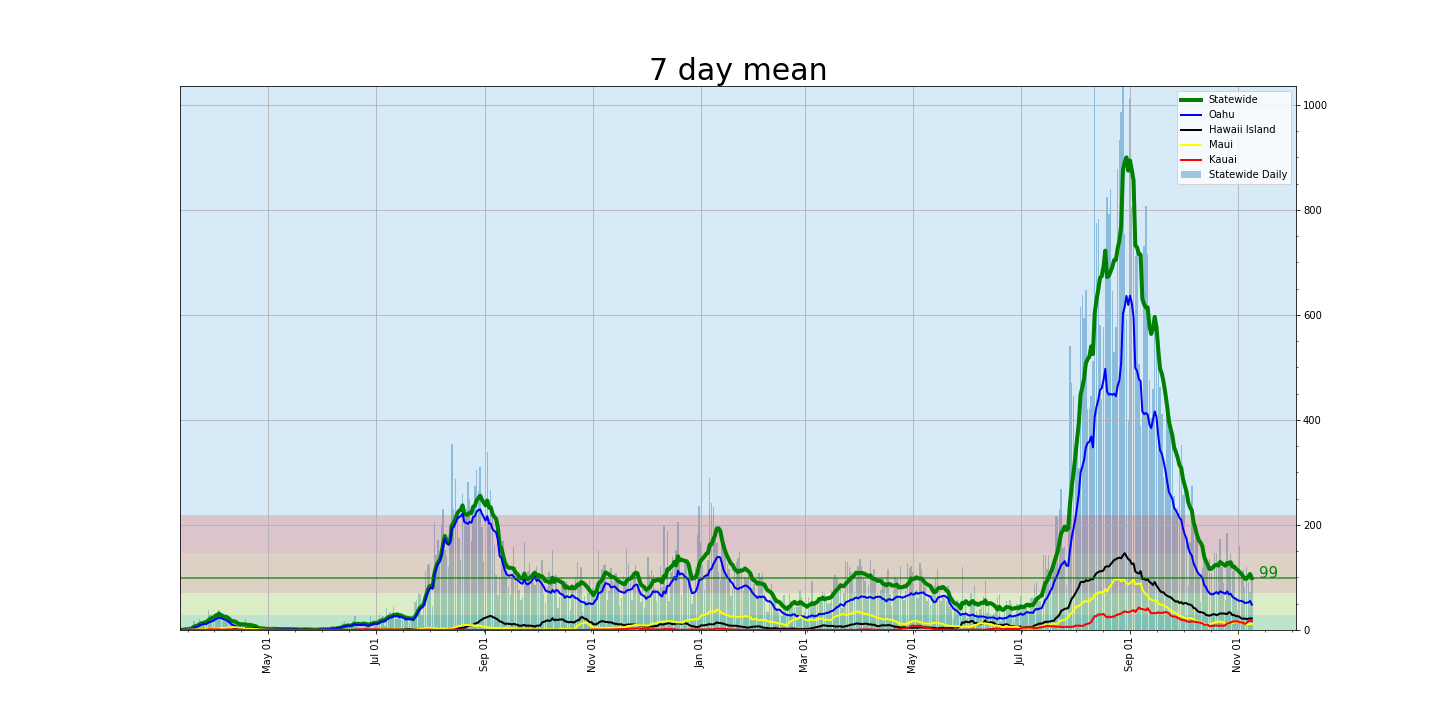 7 day mean
Statewide
Oahu
Hawaii Island
Maui
Kauai
Statewide Daily
1000
800
600
400
200
0
99
May 01
Jul 01
Sep 01
Nov 01
Jan 01
Mar 01
May 01
Jul 01
Sep 01
Nov 01